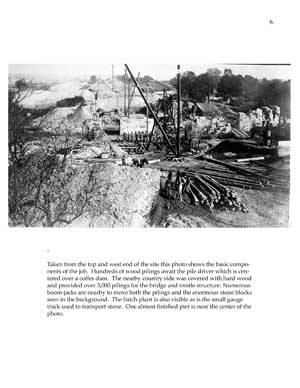 6.
Taken from the top and west end of the site this photo shows the basic compo-
nents of the job. Hundreds of wood pilings await the pile driver which is cen-
tered over a coffer dam. The nearby country side was covered with hard wood
and provided over 3,000 pilings for the bridge and trestle structure. Numerous
boom-jacks are nearby to move both the pilings and the enormous stone blocks
seen in the background. The batch plant is also visible as is the small gauge
track used to transport stone. One almost finished pier is near the center of the
photo.